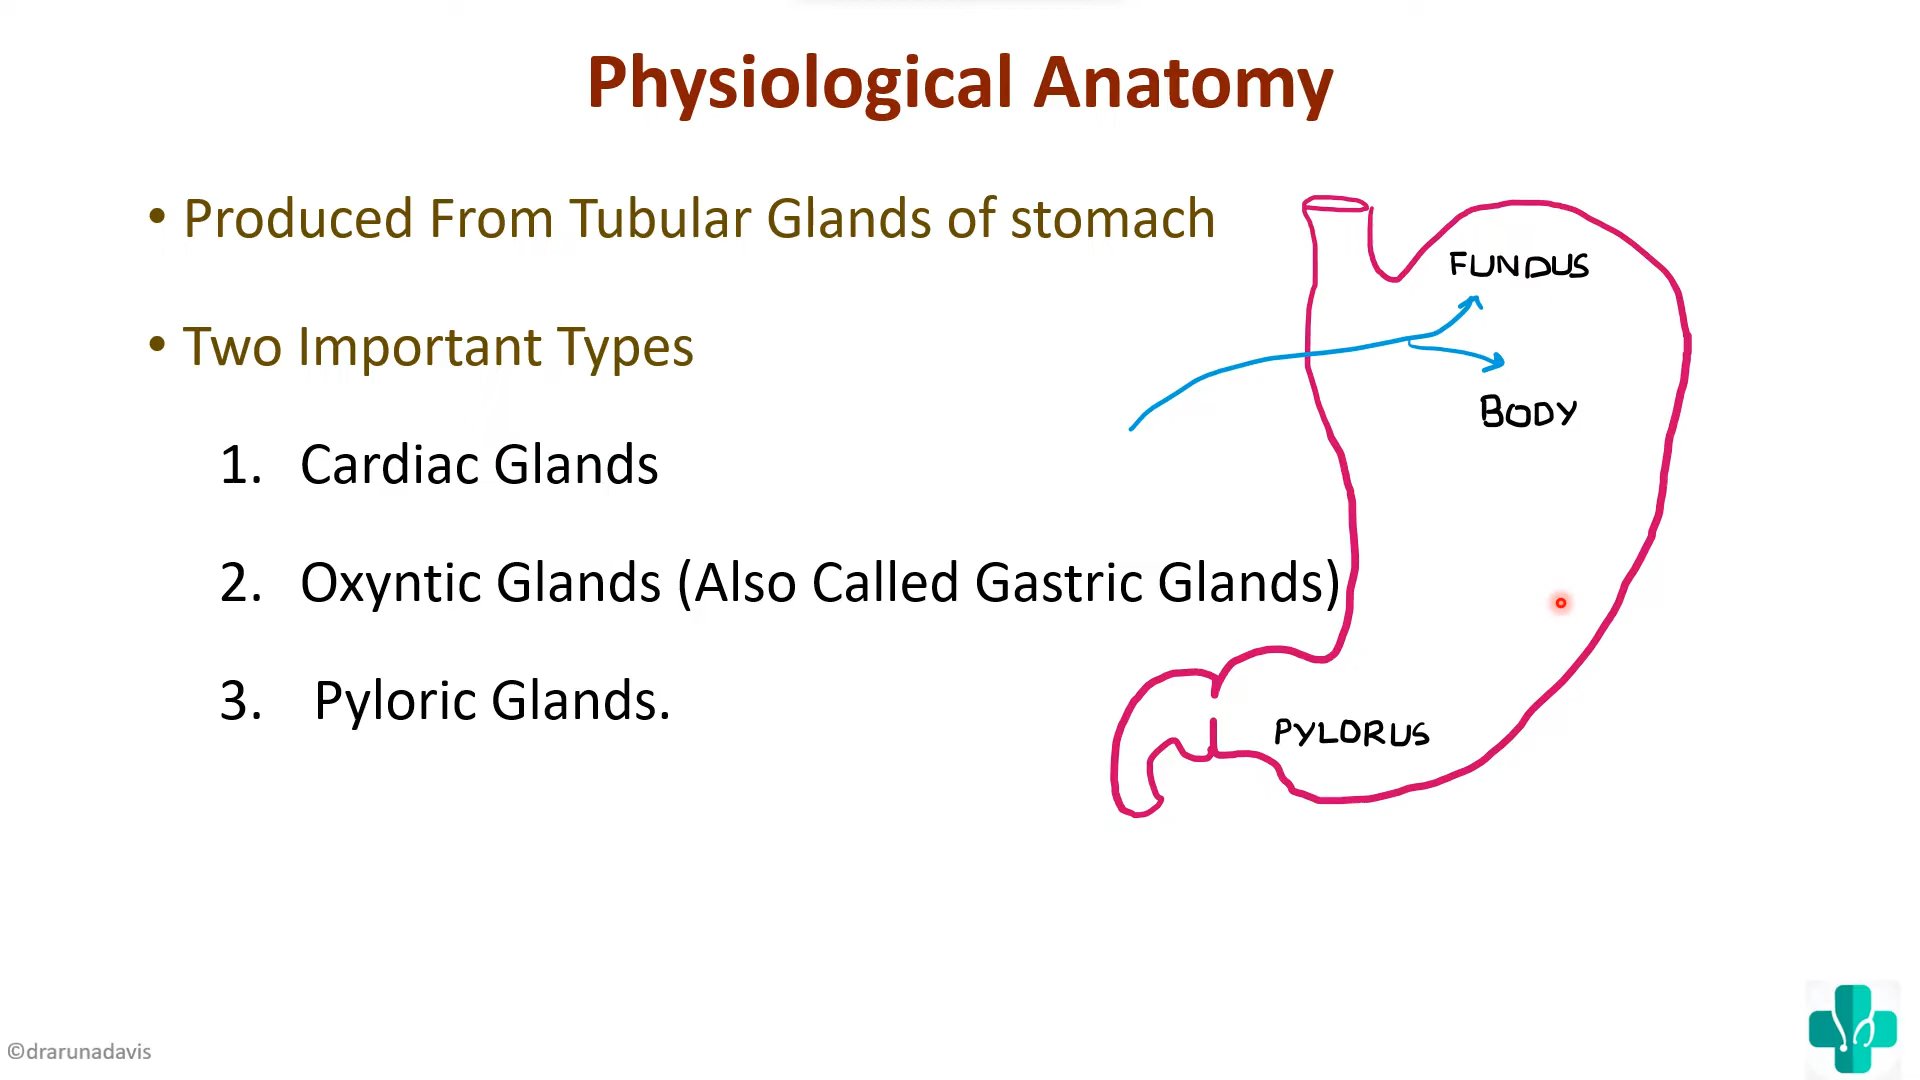 Physiological Anatomy
• Produced From Tubular Glands of stomach
• Two Important Types
1. Cardiac Glands
2. Oxyntic Glands (Also Called Gastric Glands)
3. Pyloric Glands.
FUNDUS
BODY
PYLORUS
©drarunadavis